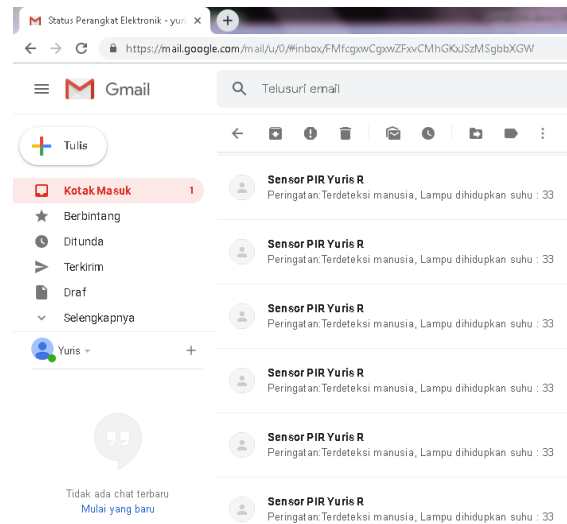 Status Perangkat Elektronik - yuri
https://mail.google.com/mail/u/0/#inbox/FMfcgxwCgxwZFxvCMhGKxJSzMSgbbXGW
Gmail
Telusuri email
Tulis
Kotak Masuk 1
Berbintang
Ditunda
Terkirim
Draf
Selengkapnya
Yuris
Tidak ada chat terbaru
Mulai yang baru
Sensor PIR Yuris R
Peringatan:Terdeteksi manusia, Lampu dihidupkan suhu : 33
Sensor PIR Yuris R
Peringatan:Terdeteksi manusia, Lampu dihidupkan suhu : 33
Sensor PIR Yuris R
Peringatan:Terdeteksi manusia, Lampu dihidupkan suhu : 33
Sensor PIR Yuris R
Peringatan:Terdeteksi manusia, Lampu dihidupkan suhu : 33
Sensor PIR Yuris R
Peringatan:Terdeteksi manusia, Lampu dihidupkan suhu : 33
Sensor PIR Yuris R
Peringatan:Terdeteksi manusia, Lampu dihidupkan suhu : 33